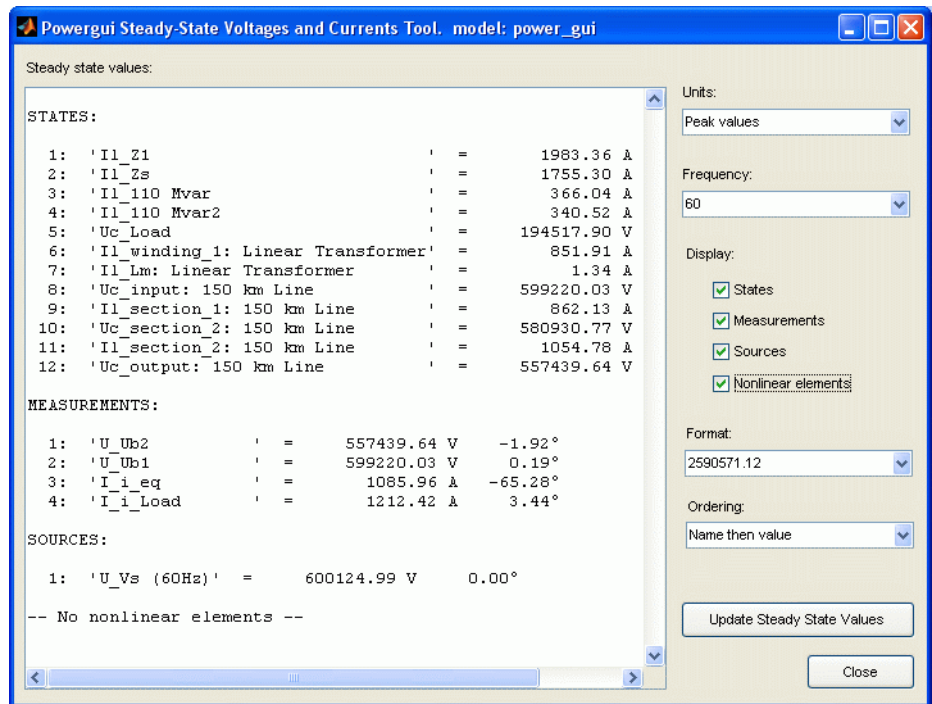 Powergui Steady-State Voltages and Currents Tool.  model: power_gui
Steady state values:
STATES:
1:  'Il_Z1                            '  =      1983.36 A
2:  'Il_Zs                            '  =      1755.30 A
3:  'Il_110 Mvar                      '  =       366.04 A
4:  'Il_110 Mvar2                     '  =       340.52 A
5:  'Uc_Load                          '  =    194517.90 V
6:  'Il_winding_1: Linear Transformer'  =       851.91 A
7:  'Il_Lm: Linear Transformer        '  =         1.34 A
8:  'Uc_input: 150 km Line            '  =    599220.03 V
9:  'Il_section_1: 150 km Line        '  =       862.13 A
10:  'Uc_section_2: 150 km Line        '  =    580930.77 V
11:  'Il_section_2: 150 km Line        '  =      1054.78 A
12:  'Uc_output: 150 km Line           '  =    557439.64 V
MEASUREMENTS:
1:  'U_Ub2          '  =     557439.64 V    -1.92°
2:  'U_Ub1          '  =     599220.03 V     0.19°
3:  'I_i_eq         '  =       1085.96 A   -65.28°
4:  'I_i_Load       '  =       1212.42 A     3.44°
SOURCES:
1:  'U_Vs (60Hz)'  =     600124.99 V     0.00°
-- No nonlinear elements --
Units:
Peak values
Frequency:
60
Display:
States
Measurements
Sources
Nonlinear elements
Format:
2590571.12
Ordering:
Name then value
Update Steady State Values
Close